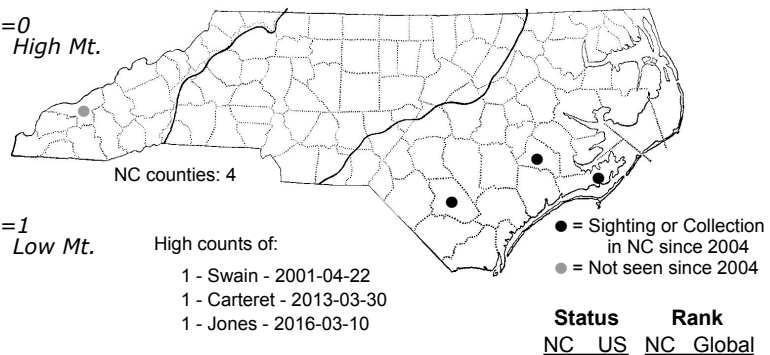 =0
High Mt.
NC counties: 4
=1
Low Mt.
High counts of:
1 - Swain - 2001-04-22
1 - Carteret - 2013-03-30
1 - Jones - 2016-03-10
= Sighting or Collection
in NC since 2004
= Not seen since 2004
Status Rank
NC US NC Global